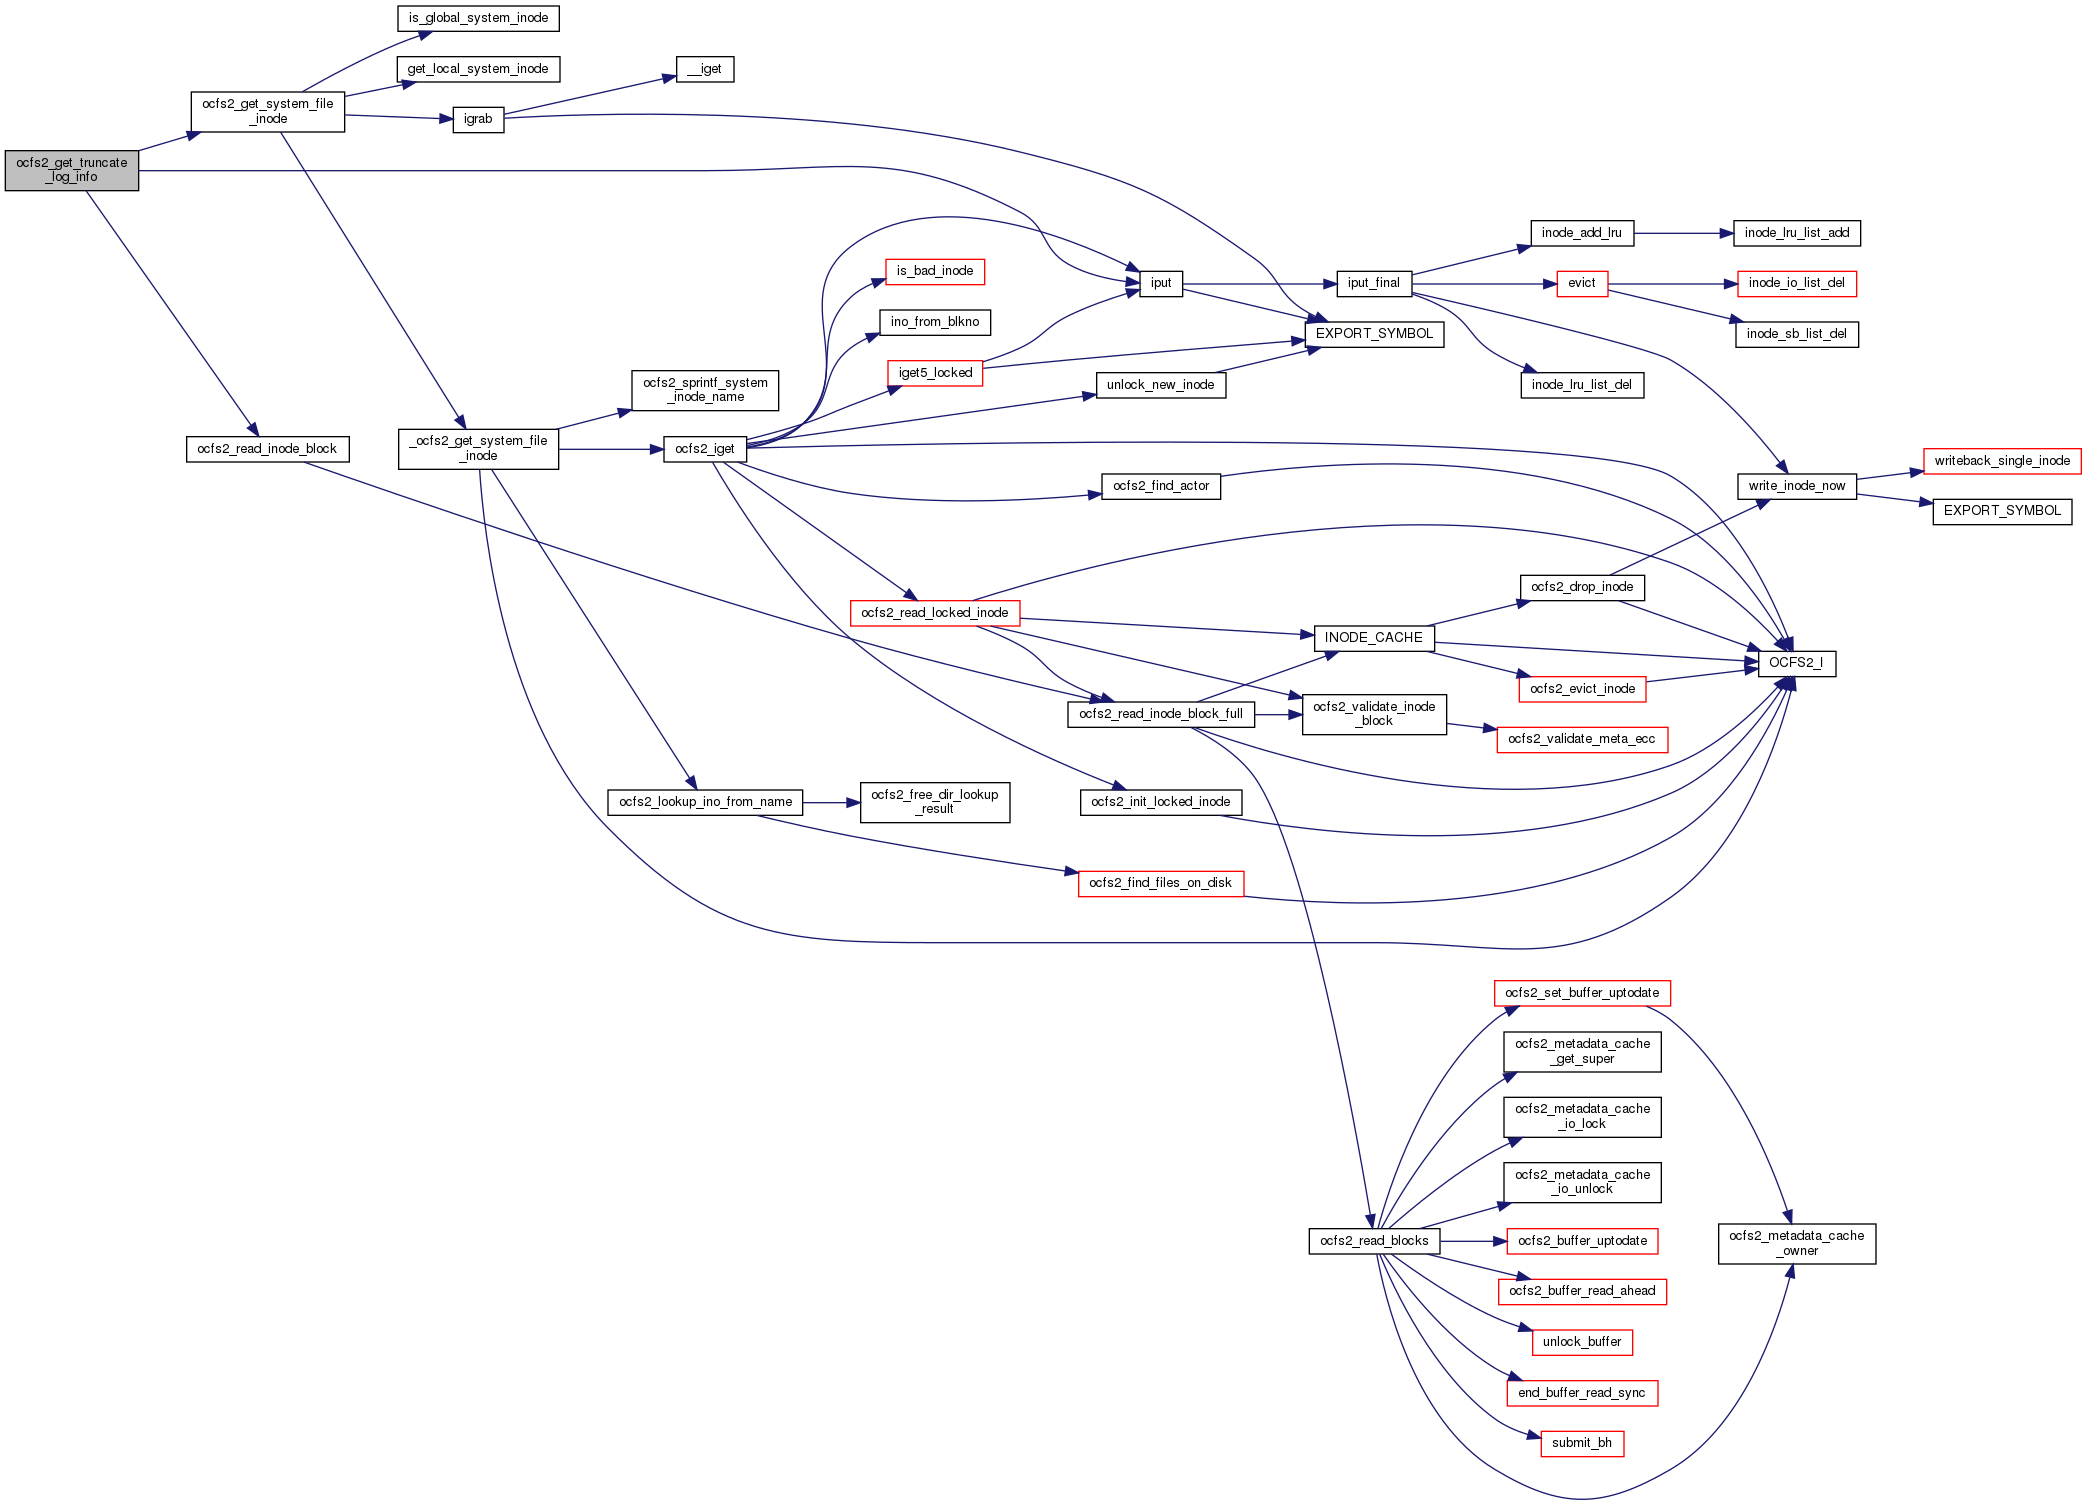 is_global_system_inode
get_local_system_inode
__iget
ocfs2_get_system_file
_inode
igrab
ocfs2_get_truncate
_log_info
inode_add_lru
inode_lru_list_add
is_bad_inode
iput
iput_final
evict
inode_io_list_del
ino_from_blkno
EXPORT_SYMBOL
inode_sb_list_del
iget5_locked
unlock_new_inode
inode_lru_list_del
ocfs2_sprintf_system
_inode_name
ocfs2_read_inode_block
_ocfs2_get_system_file
_inode
ocfs2_iget
ocfs2_find_actor
write_inode_now
writeback_single_inode
EXPORT_SYMBOL
ocfs2_drop_inode
ocfs2_read_locked_inode
INODE_CACHE
OCFS2_I
ocfs2_evict_inode
ocfs2_read_inode_block_full
ocfs2_validate_inode
_block
ocfs2_validate_meta_ecc
ocfs2_lookup_ino_from_name
ocfs2_free_dir_lookup
_result
ocfs2_init_locked_inode
ocfs2_find_files_on_disk
ocfs2_set_buffer_uptodate
ocfs2_metadata_cache
_get_super
ocfs2_metadata_cache
_io_lock
ocfs2_metadata_cache
_io_unlock
ocfs2_read_blocks
ocfs2_buffer_uptodate
ocfs2_metadata_cache
_owner
ocfs2_buffer_read_ahead
unlock_buffer
end_buffer_read_sync
submit_bh